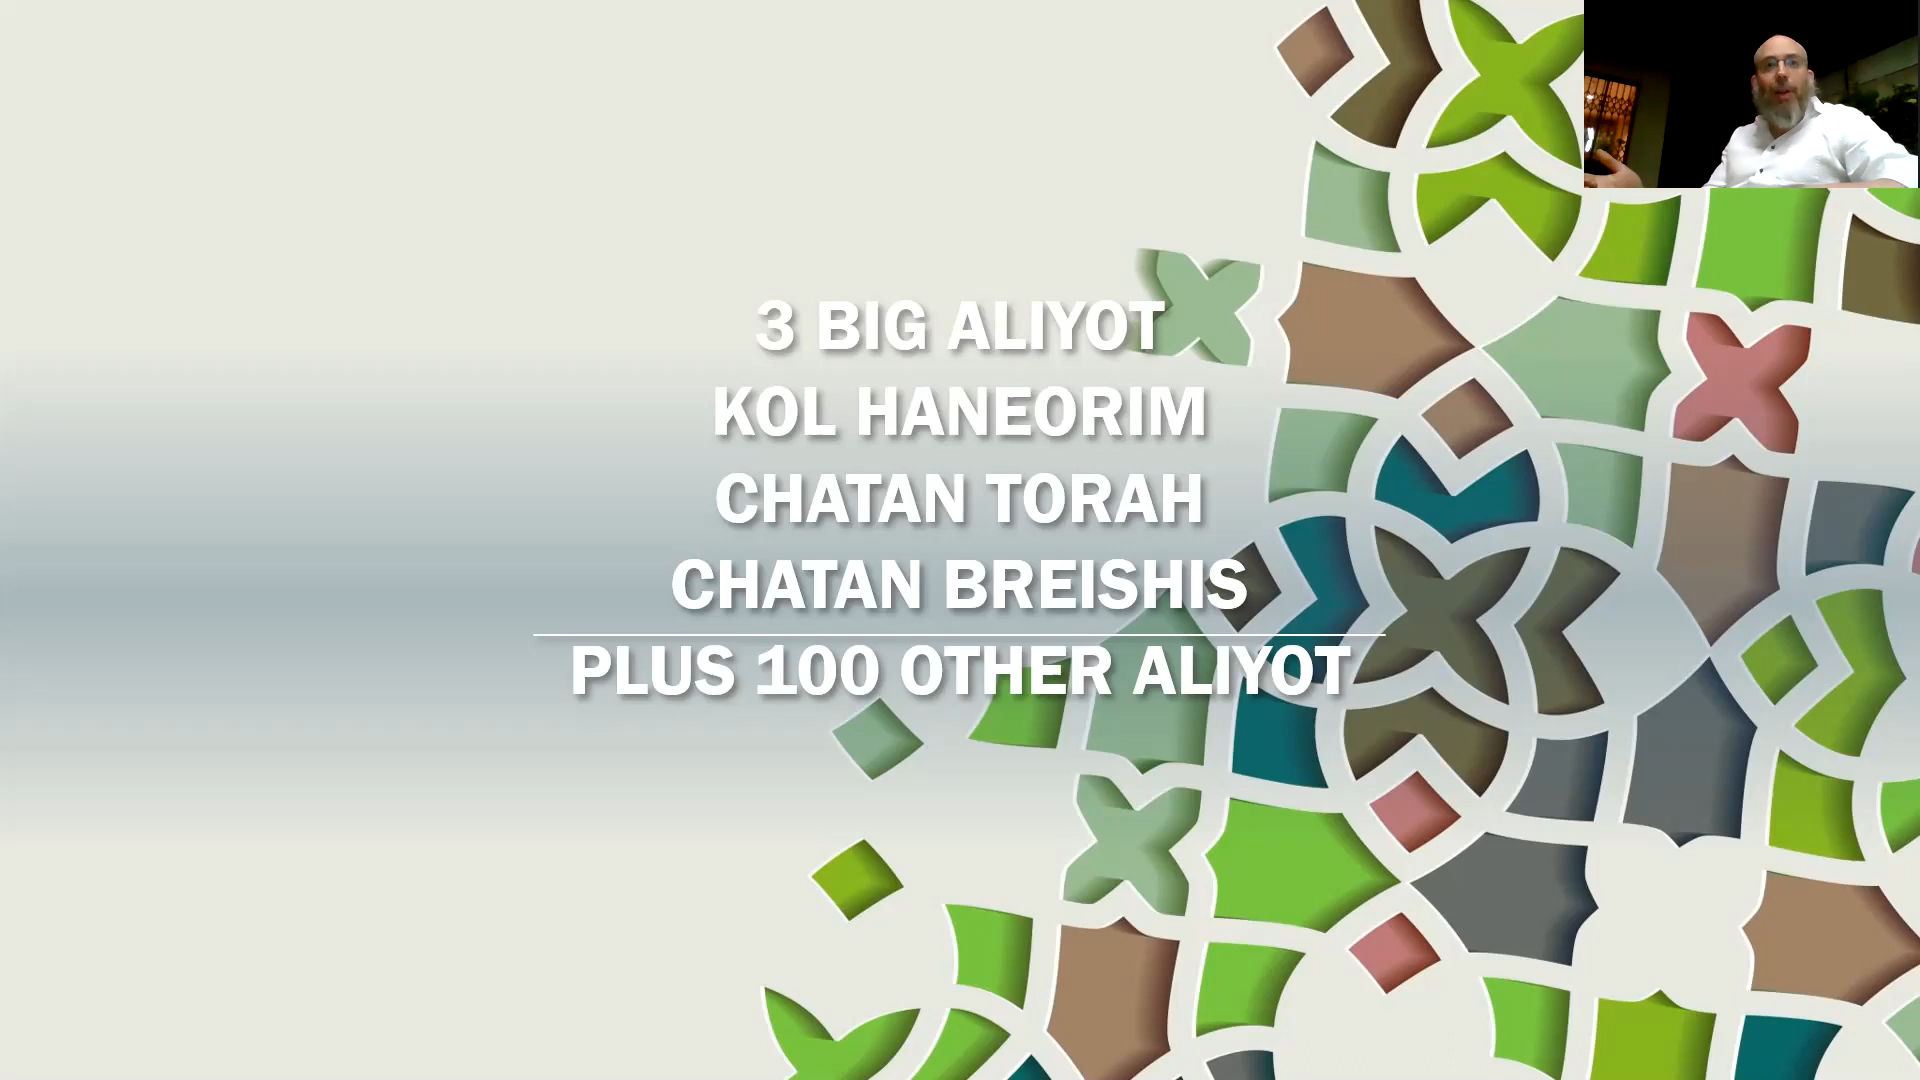 3 BIG ALIYOT
KOL HANEORIM
CHATAN TORAH
CHATAN BREISHIS
PLUS 100 OTHER ALIYOT